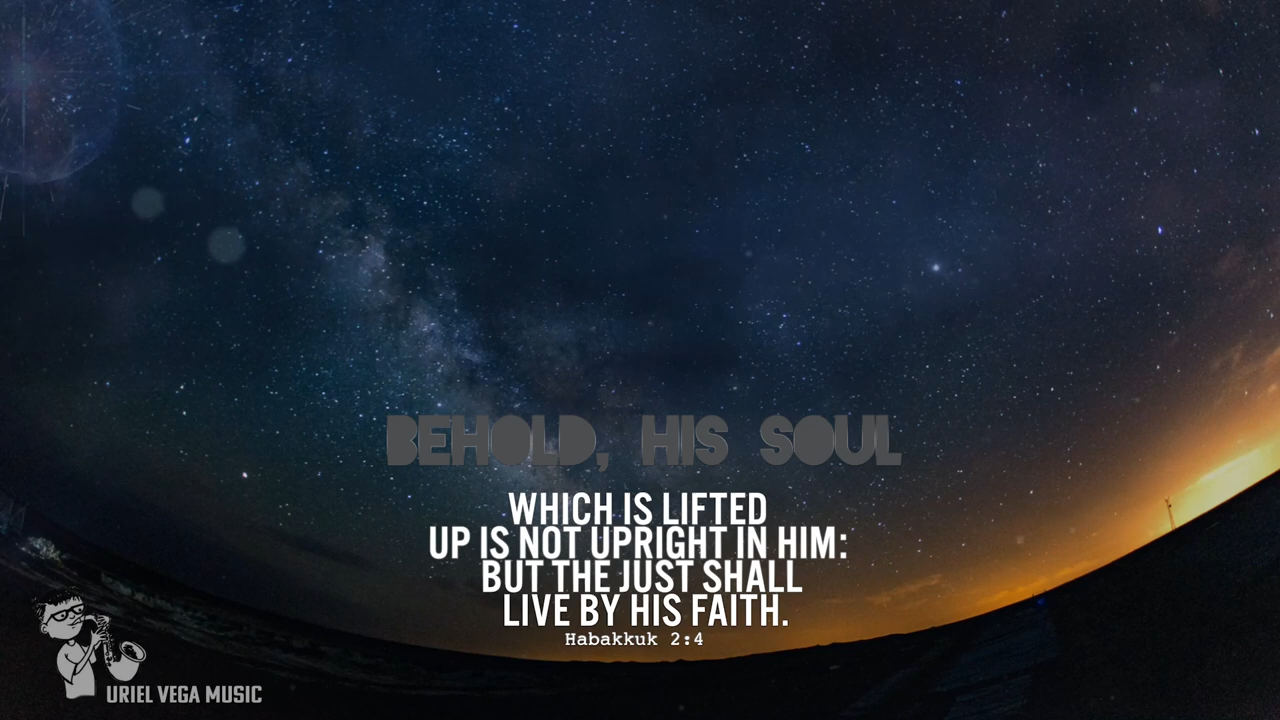 BEHOLD, HIS SOUL
WHICH IS LIFTED
UP IS NOT UPRIGHT IN HIM:
BUT THE JUST SHALL
LIVE BY HIS FAITH.
Habakkuk 2:4
URIEL VEGA MUSIC